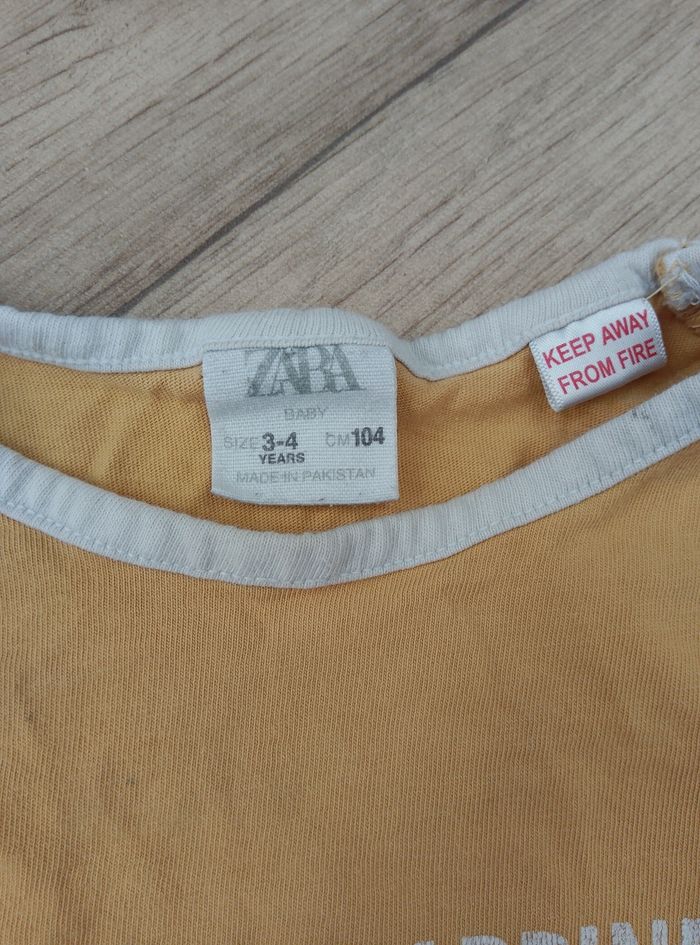 ZARA
BABY
SIZE 3-4 CM 104
YEARS
MADE IN PAKISTAN
KEEP AWAY
FROM FIRE